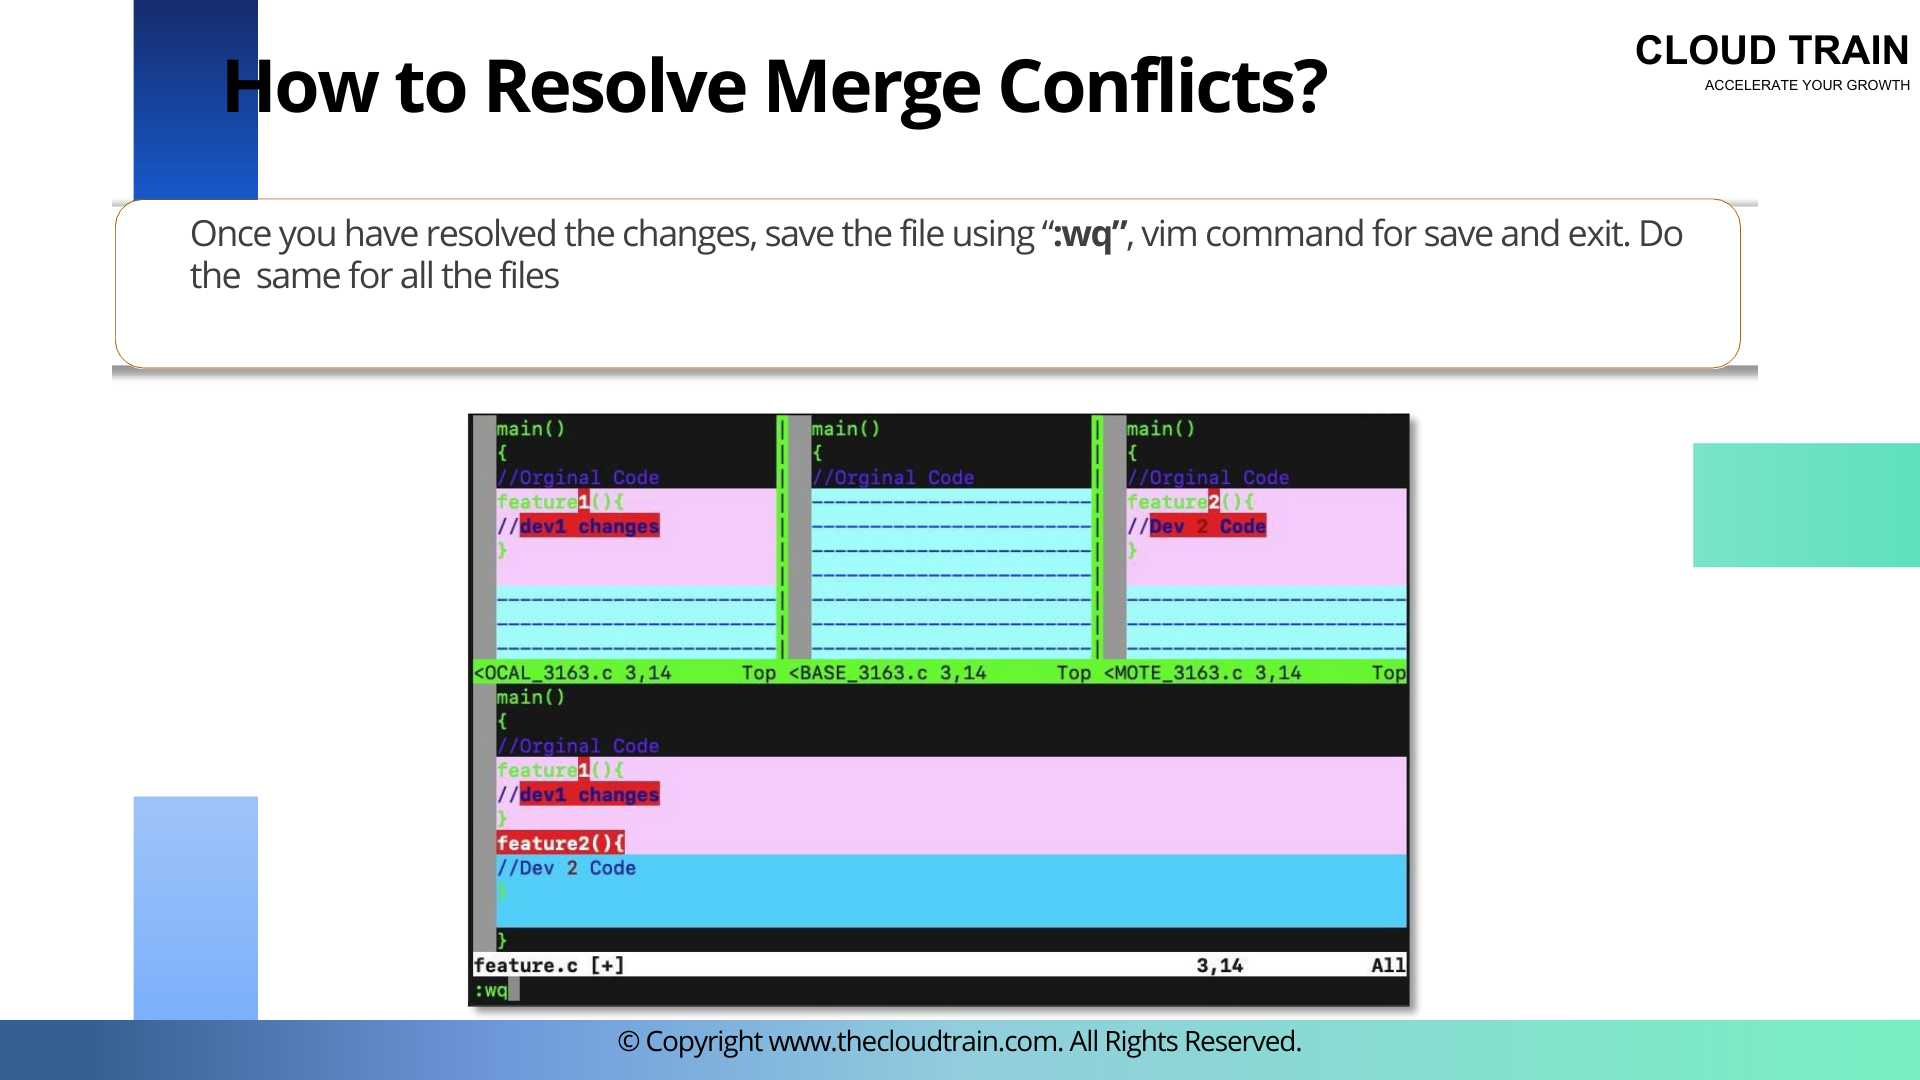 How to Resolve Merge Conflicts?
CLOUD TRAIN
ACCELERATE YOUR GROWTH
Once you have resolved the changes, save the file using “:wq”, vim command for save and exit. Do
the same for all the files
main()
{
//Orginal Code
feature1(){
//dev1 changes
}
<OCAL_3163.c 3,14 Top
main()
{
//Orginal Code
<BASE_3163.c 3,14 Top
main()
{
//Orginal Code
feature2(){
//Dev 2 Code
}
<MOTE_3163.c 3,14 Top
main()
{
//Orginal Code
feature1(){
//dev1 changes
}
feature2(){
//Dev 2 Code
}
}
feature.c [+] 3,14 All
:wq
© Copyright www.thecloudtrain.com. All Rights Reserved.